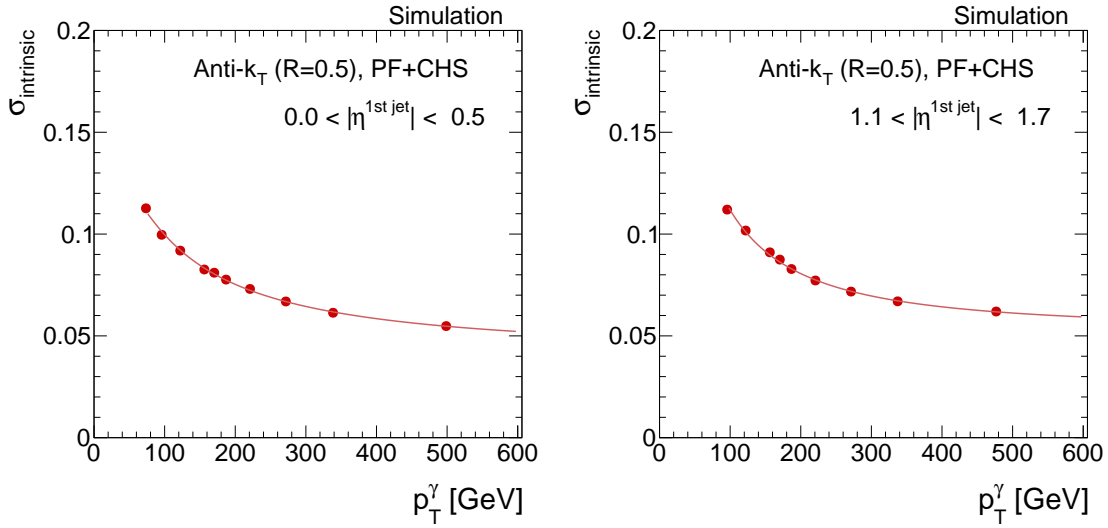 Simulation
σintrinsic
0.2
0.15
0.1
0.05
0
Anti-kT (R=0.5), PF+CHS
0.0 < |η1st jet| < 0.5
0 100 200 300 400 500 600
pTγ [GeV]
Simulation
σintrinsic
0.2
0.15
0.1
0.05
0
Anti-kT (R=0.5), PF+CHS
1.1 < |η1st jet| < 1.7
0 100 200 300 400 500 600
pTγ [GeV]